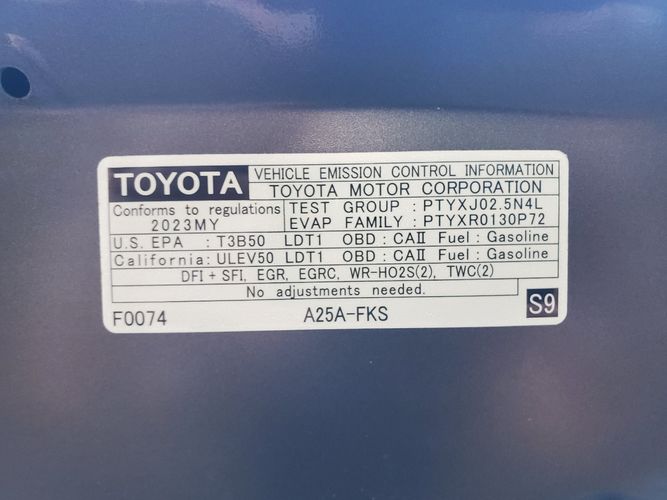 TOYOTA
VEHICLE EMISSION CONTROL INFORMATION
TOYOTA MOTOR CORPORATION
Conforms to regulations
2023MY
TEST GROUP : PTYXJ02.5N4L
EVAP FAMILY : PTYXR0130P72
U.S. EPA : T3B50 LDT1 OBD : CAⅡ Fuel : Gasoline
California: ULEV50 LDT1 OBD : CAⅡ Fuel : Gasoline
DFI + SFI, EGR, EGRC, WR-HO2S(2), TWC(2)
No adjustments needed.
F0074 A25A-FKS S9